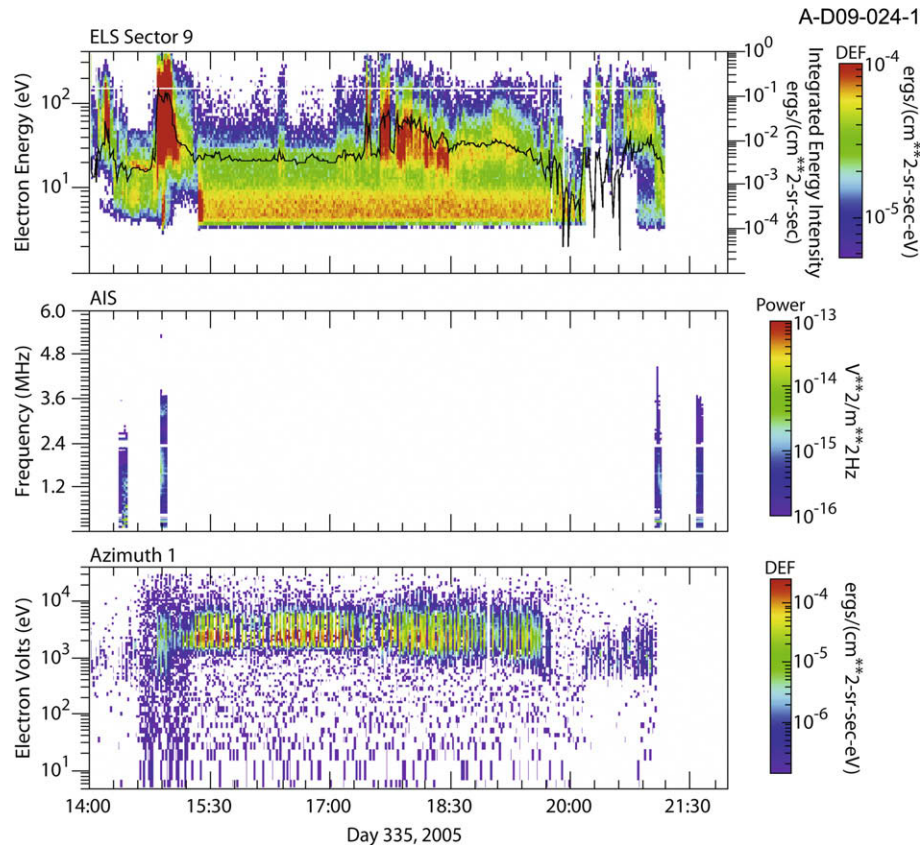 A-D09-024-1
ELS Sector 9
Electron Energy (eV)
10^2
10^1
10^0
10^-1
10^-2
10^-3
10^-4
Integrated Energy Intensity
ergs/(cm**2-sr-sec)
DEF
10^-4
10^-5
ergs/(cm**2-sr-sec-eV)
AIS
Frequency (MHz)
6.0
4.8
3.6
2.4
1.2
Power
10^-13
10^-14
10^-15
10^-16
V**2/m**2Hz
Azimuth 1
Electron Volts (eV)
10^4
10^3
10^2
10^1
DEF
10^-4
10^-5
10^-6
ergs/(cm**2-sr-sec-eV)
14:00 15:30 17:00 18:30 20:00 21:30
Day 335, 2005